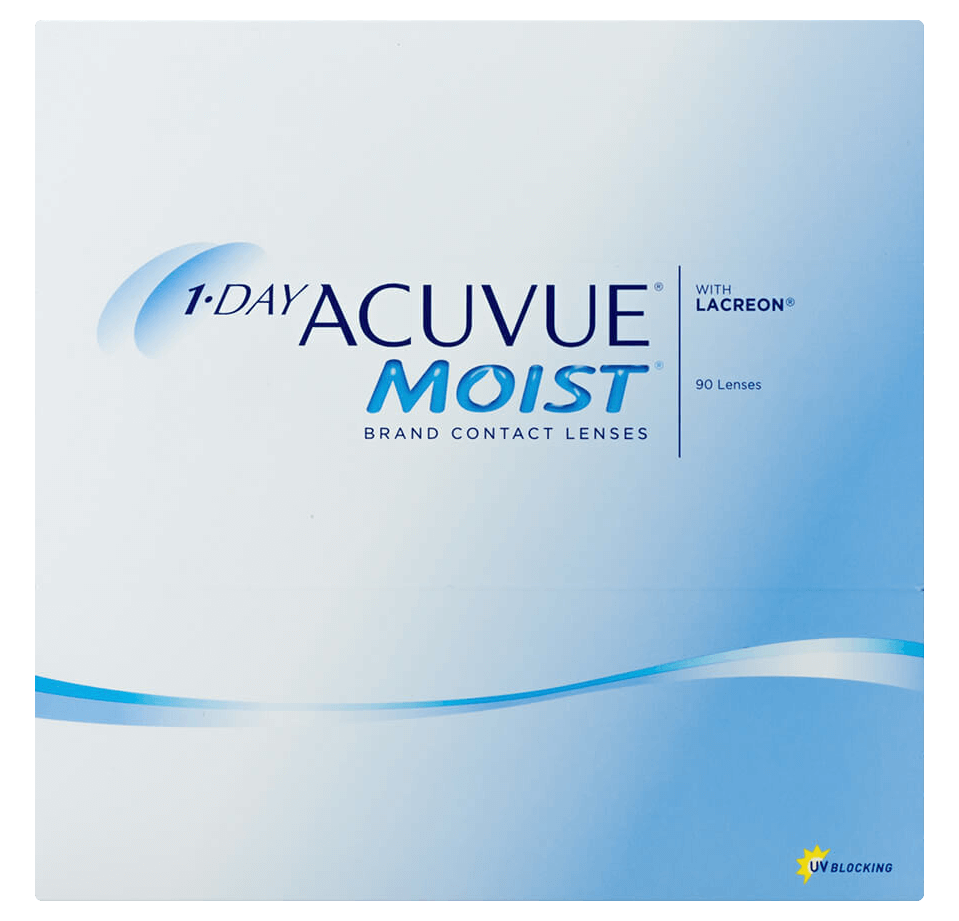 1·DAY ACUVUE®
MOIST®
BRAND CONTACT LENSES
WITH
LACREON®
90 Lenses
UV BLOCKING